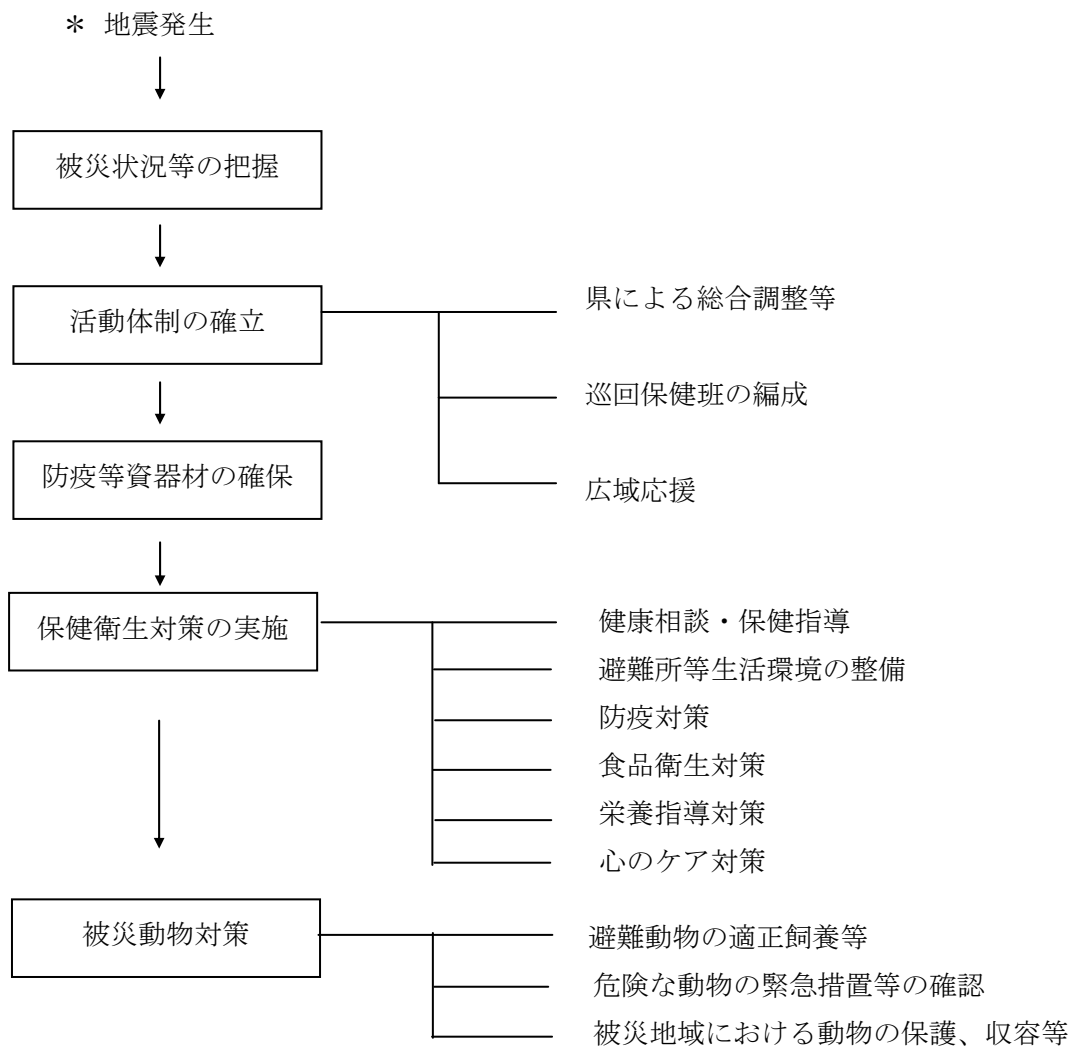 ＊ 地震発生
被災状況等の把握
活動体制の確立
県による総合調整等
巡回保健班の編成
広域応援
防疫等資器材の確保
保健衛生対策の実施
健康相談・保健指導
避難所等生活環境の整備
防疫対策
食品衛生対策
栄養指導対策
心のケア対策
被災動物対策
避難動物の適正飼養等
危険な動物の緊急措置等の確認
被災地域における動物の保護、収容等